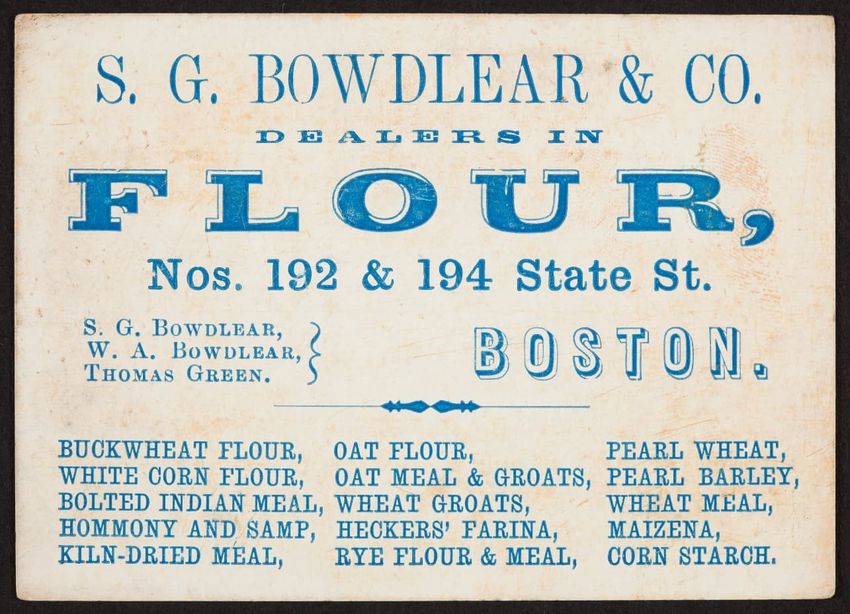 S. G. BOWDLEAR & CO.
DEALERS IN
FLOUR,
Nos. 192 & 194 State St.
S. G. BOWDLEAR,
W. A. BOWDLEAR,
THOMAS GREEN.
BOSTON.
BUCKWHEAT FLOUR,
WHITE CORN FLOUR,
BOLTED INDIAN MEAL,
HOMMONY AND SAMP,
KILN-DRIED MEAL,
OAT FLOUR,
OAT MEAL & GROATS,
WHEAT GROATS,
HECKERS' FARINA,
RYE FLOUR & MEAL,
PEARL WHEAT,
PEARL BARLEY,
WHEAT MEAL,
MAIZENA,
CORN STARCH.